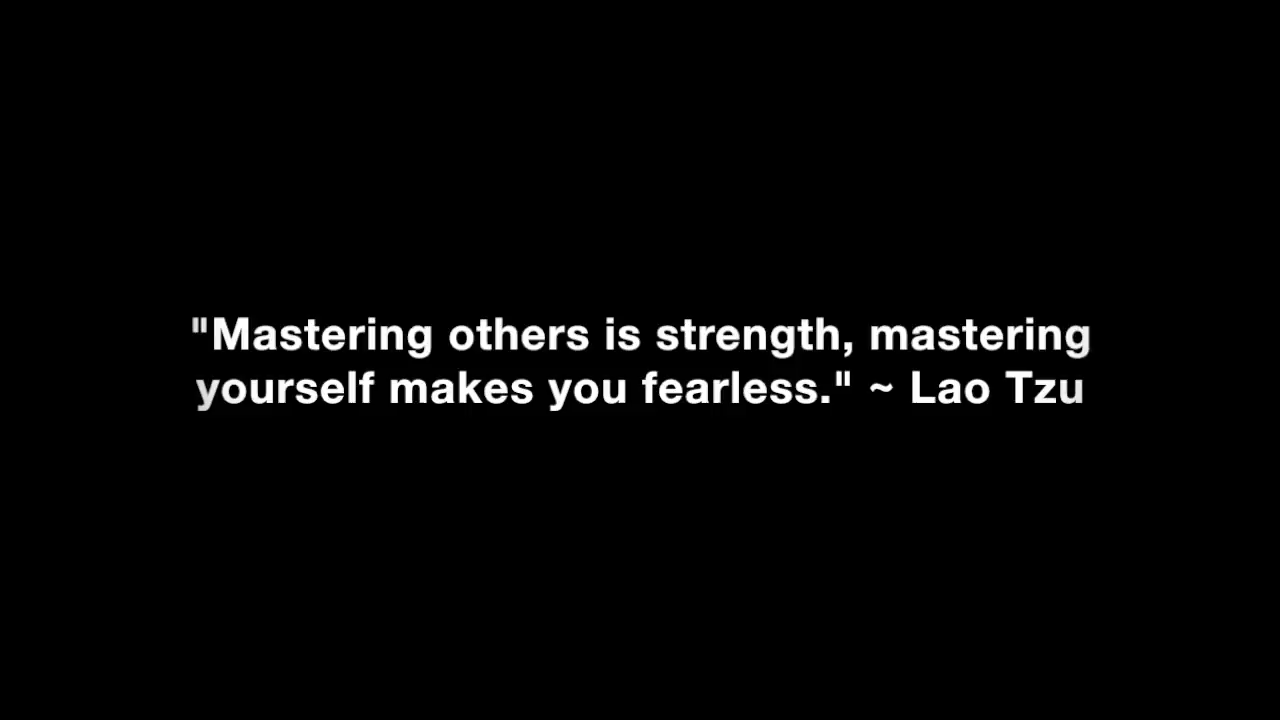 "Mastering others is strength, mastering
yourself makes you fearless." ~ Lao Tzu